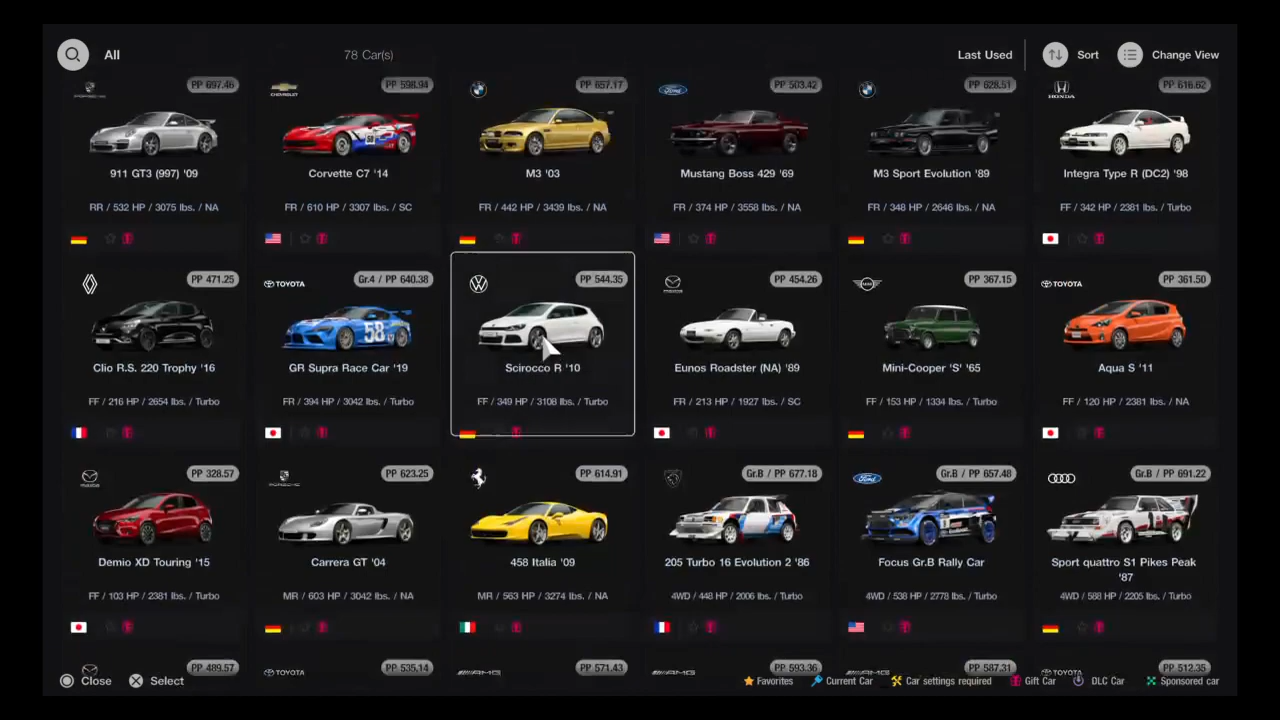 All
78 Car(s)
Last Used
Sort
Change View
PP 697.46
PP 598.94
PP 657.17
PP 503.42
PP 628.51
PP 616.62
PORSCHE
CHEVROLET
Ford
HONDA
911 GT3 (997) '09
Corvette C7 '14
M3 '03
Mustang Boss 429 '69
M3 Sport Evolution '89
Integra Type R (DC2) '98
RR / 532 HP / 3075 lbs. / NA
FR / 610 HP / 3307 lbs. / SC
FR / 442 HP / 3439 lbs. / NA
FR / 374 HP / 3558 lbs. / NA
FR / 348 HP / 2646 lbs. / NA
FF / 342 HP / 2381 lbs. / Turbo
PP 471.25
Gr.4 / PP 640.38
PP 544.35
PP 454.26
PP 367.15
PP 361.50
TOYOTA
TOYOTA
58
Clio R.S. 220 Trophy '16
GR Supra Race Car '19
Scirocco R '10
Eunos Roadster (NA) '89
Mini-Cooper 'S' '65
Aqua S '11
FF / 216 HP / 2654 lbs. / Turbo
FR / 394 HP / 3042 lbs. / Turbo
FF / 349 HP / 3108 lbs. / Turbo
FR / 213 HP / 1927 lbs. / SC
FF / 153 HP / 1334 lbs. / Turbo
FF / 120 HP / 2381 lbs. / NA
PP 328.57
PP 623.25
PP 614.91
Gr.B / PP 677.18
Gr.B / PP 657.48
Gr.B / PP 691.22
PORSCHE
Ford
Demio XD Touring '15
Carrera GT '04
458 Italia '09
205 Turbo 16 Evolution 2 '86
Focus Gr.B Rally Car
Sport quattro S1 Pikes Peak
'87
FF / 103 HP / 2381 lbs. / Turbo
MR / 603 HP / 3042 lbs. / NA
MR / 563 HP / 3274 lbs. / NA
4WD / 448 HP / 2006 lbs. / Turbo
4WD / 538 HP / 2778 lbs. / Turbo
4WD / 588 HP / 2205 lbs. / Turbo
PP 489.57
PP 535.14
PP 571.43
PP 593.36
PP 587.31
PP 512.35
TOYOTA
AMG
AMG
AMG
TOYOTA
Close
Select
Favorites
Current Car
Car settings required
Gift Car
DLC Car
Sponsored car